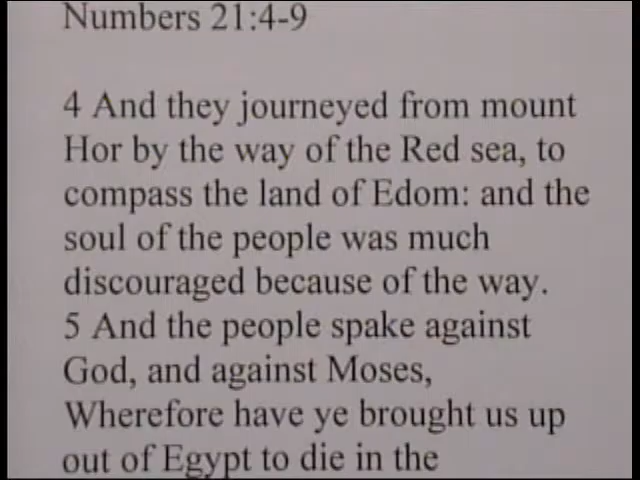 Numbers 21:4-9
4 And they journeyed from mount
Hor by the way of the Red sea, to
compass the land of Edom: and the
soul of the people was much
discouraged because of the way.
5 And the people spake against
God, and against Moses,
Wherefore have ye brought us up
out of Egypt to die in the